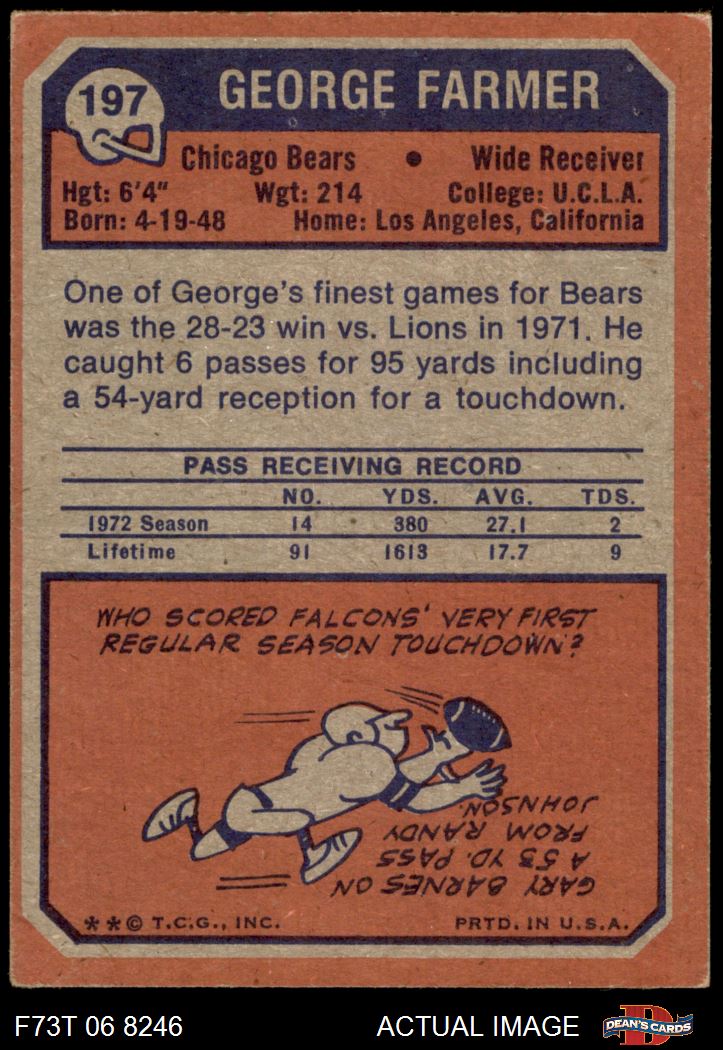 197
GEORGE FARMER
Chicago Bears • Wide Receiver
Hgt: 6'4" Wgt: 214 College: U.C.L.A.
Born: 4-19-48 Home: Los Angeles, California
One of George's finest games for Bears
was the 28-23 win vs. Lions in 1971. He
caught 6 passes for 95 yards including
a 54-yard reception for a touchdown.
PASS RECEIVING RECORD
NO. YDS. AVG. TDS.
1972 Season 14 380 27.1 2
Lifetime 91 1613 17.7 9
WHO SCORED FALCONS' VERY FIRST
REGULAR SEASON TOUCHDOWN?
GARY BARNES ON
A 53 YD. PASS
FROM RANDY
JOHNSON.
**© T.C.G., INC. PRTD. IN U.S.A.
F73T 06 8246 ACTUAL IMAGE
D
DEAN'S CARDS